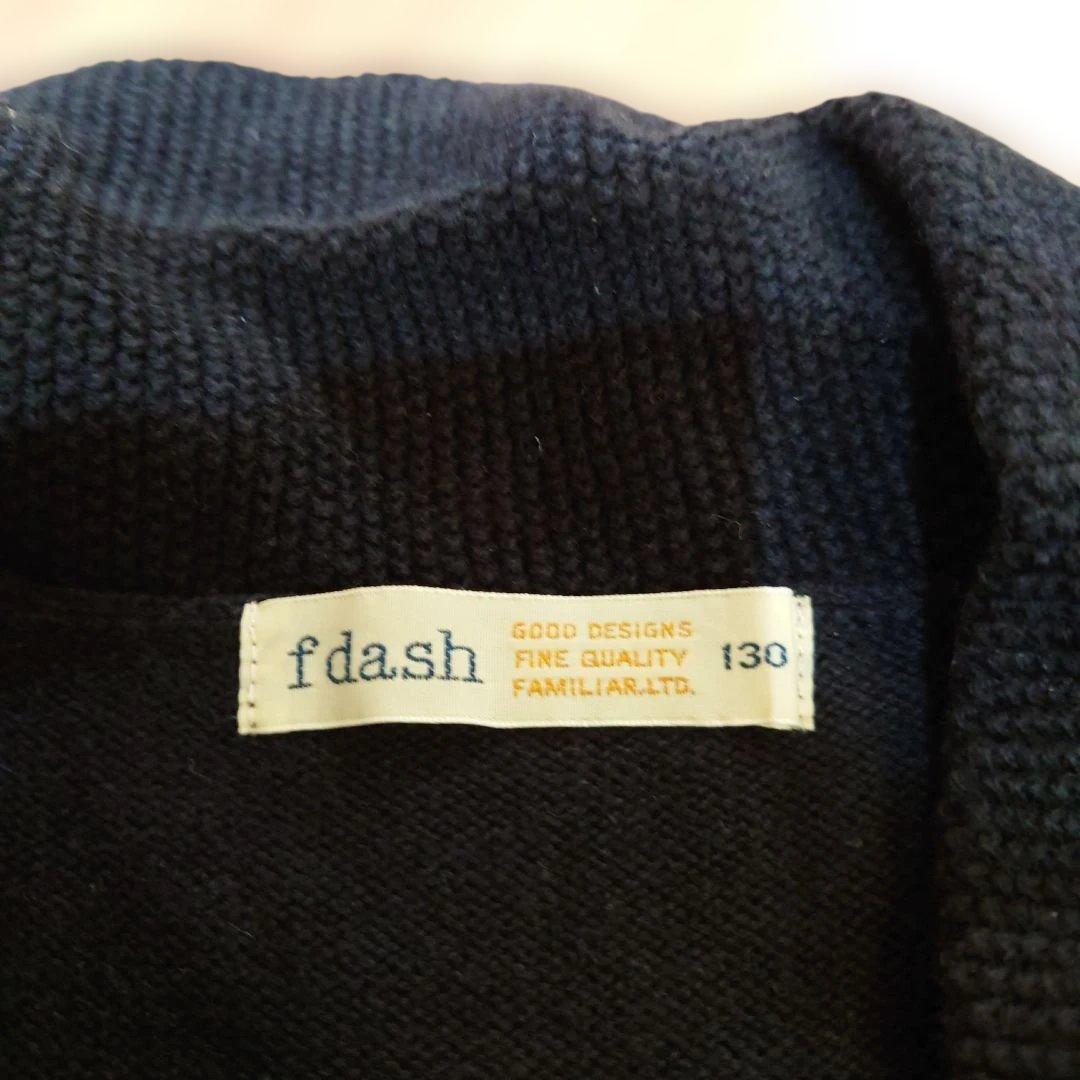 fdash
GOOD DESIGNS
FINE QUALITY
FAMILIAR.,LTD.
130